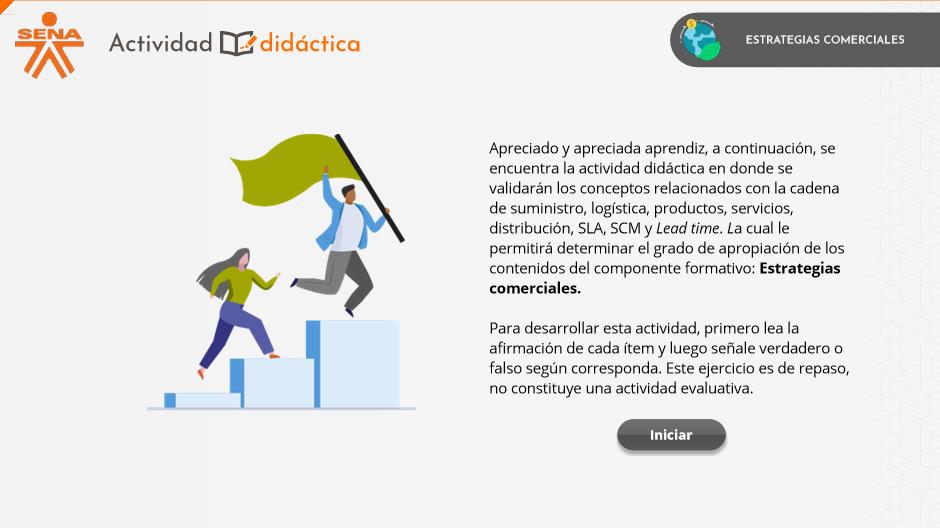 SENA
Actividad didáctica
ESTRATEGIAS COMERCIALES
Apreciado y apreciada aprendiz, a continuación, se
encuentra la actividad didáctica en donde se
validarán los conceptos relacionados con la cadena
de suministro, logística, productos, servicios,
distribución, SLA, SCM y Lead time. La cual le
permitirá determinar el grado de apropiación de los
contenidos del componente formativo: Estrategias
comerciales.
Para desarrollar esta actividad, primero lea la
afirmación de cada ítem y luego señale verdadero o
falso según corresponda. Este ejercicio es de repaso,
no constituye una actividad evaluativa.
Iniciar